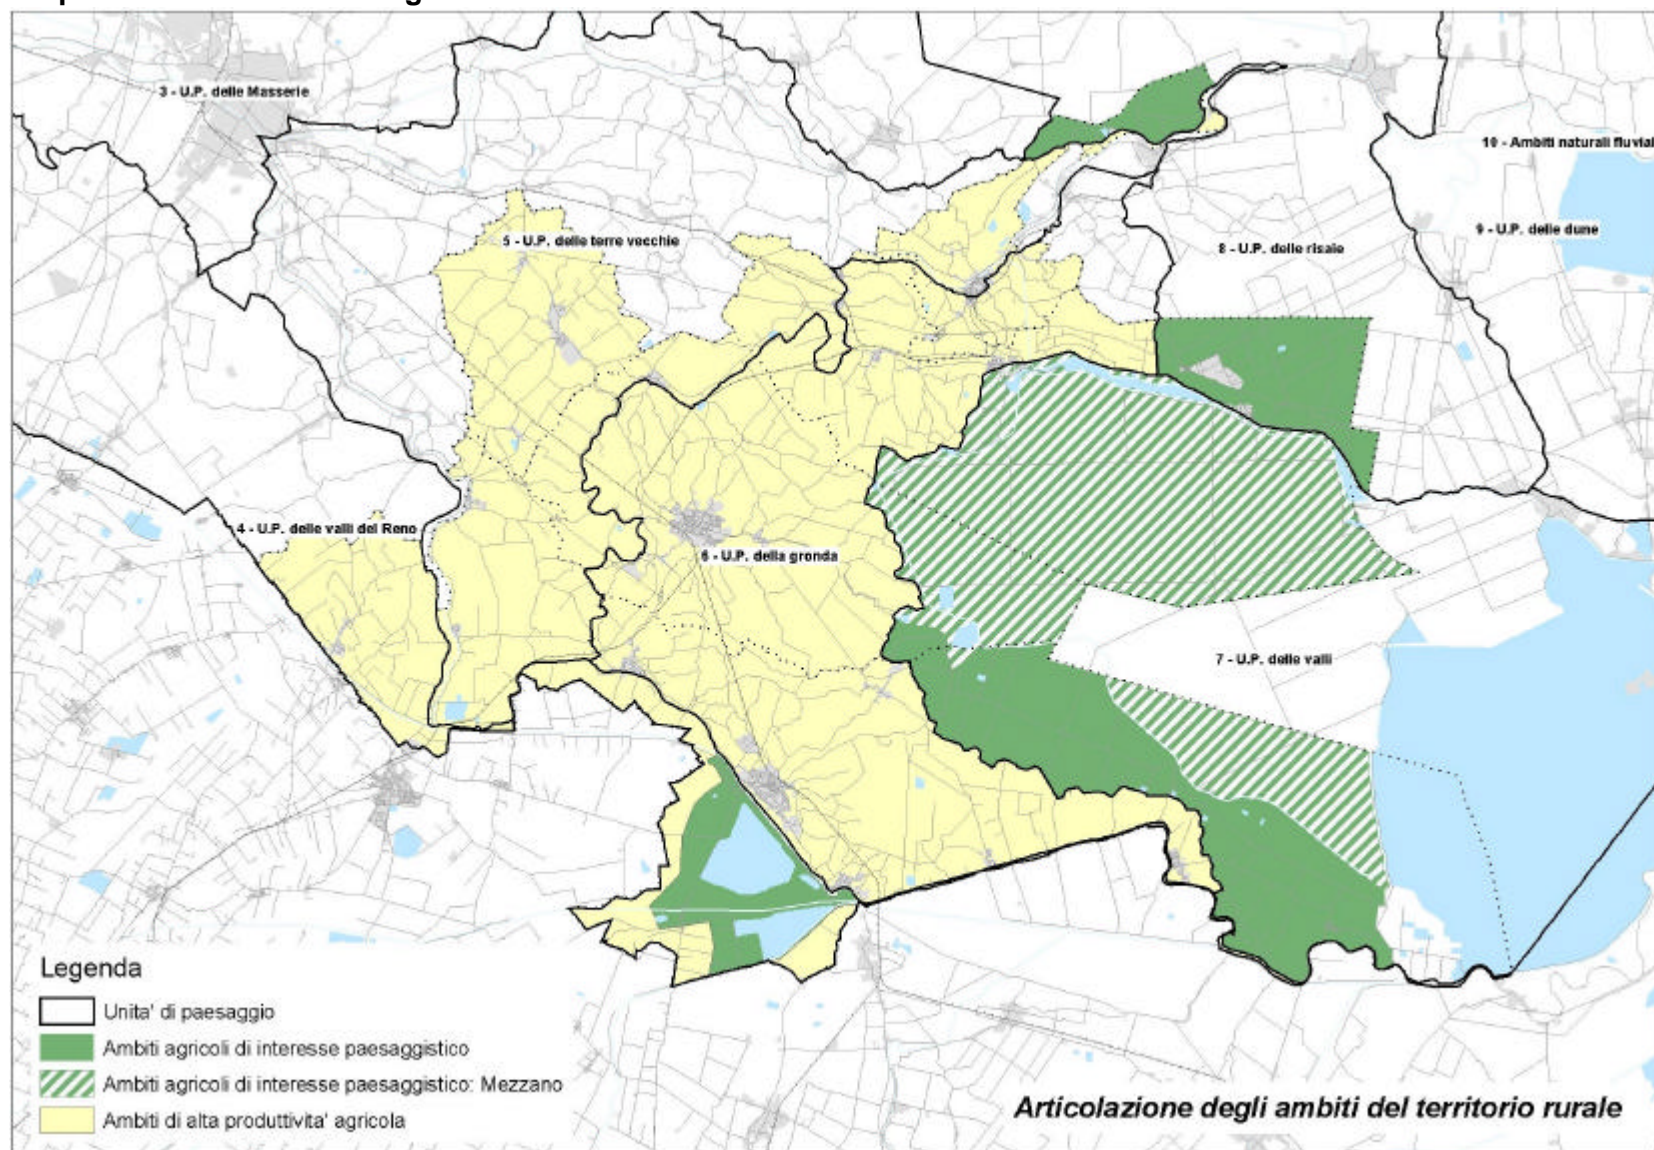 3 - U.P. delle Masserie
10 - Ambiti naturali fluvial
9 - U.P. delle dune
5 - U.P. delle terre vecchie
8 - U.P. delle risaie
4 - U.P. delle valli del Reno
6 - U.P. della gronda
7 - U.P. delle valli
Legenda
Unita' di paesaggio
Ambiti agricoli di interesse paesaggistico
Ambiti agricoli di interesse paesaggistico: Mezzano
Ambiti di alta produttivita' agricola
Articolazione degli ambiti del territorio rurale